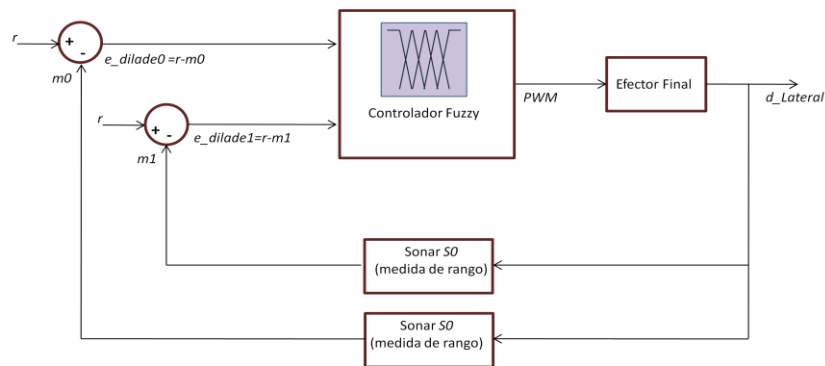 r
+
-
e_dilade0 =r-m0
m0
Controlador Fuzzy
PWM
Efector Final
d_Lateral
r
+
-
e_dilade1=r-m1
m1
Sonar S0
(medida de rango)
Sonar S0
(medida de rango)